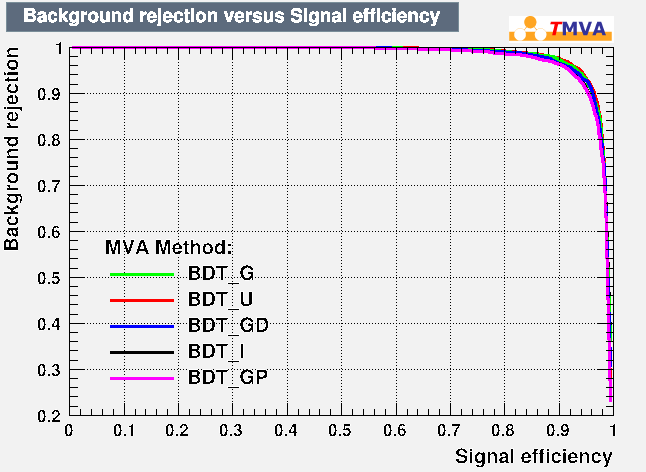 Background rejection versus Signal efficiency
TMVA
Background rejection
1
0.9
0.8
0.7
0.6
0.5
0.4
0.3
0.2
MVA Method:
BDT_G
BDT_U
BDT_GD
BDT_I
BDT_GP
0 0.1 0.2 0.3 0.4 0.5 0.6 0.7 0.8 0.9 1
Signal efficiency